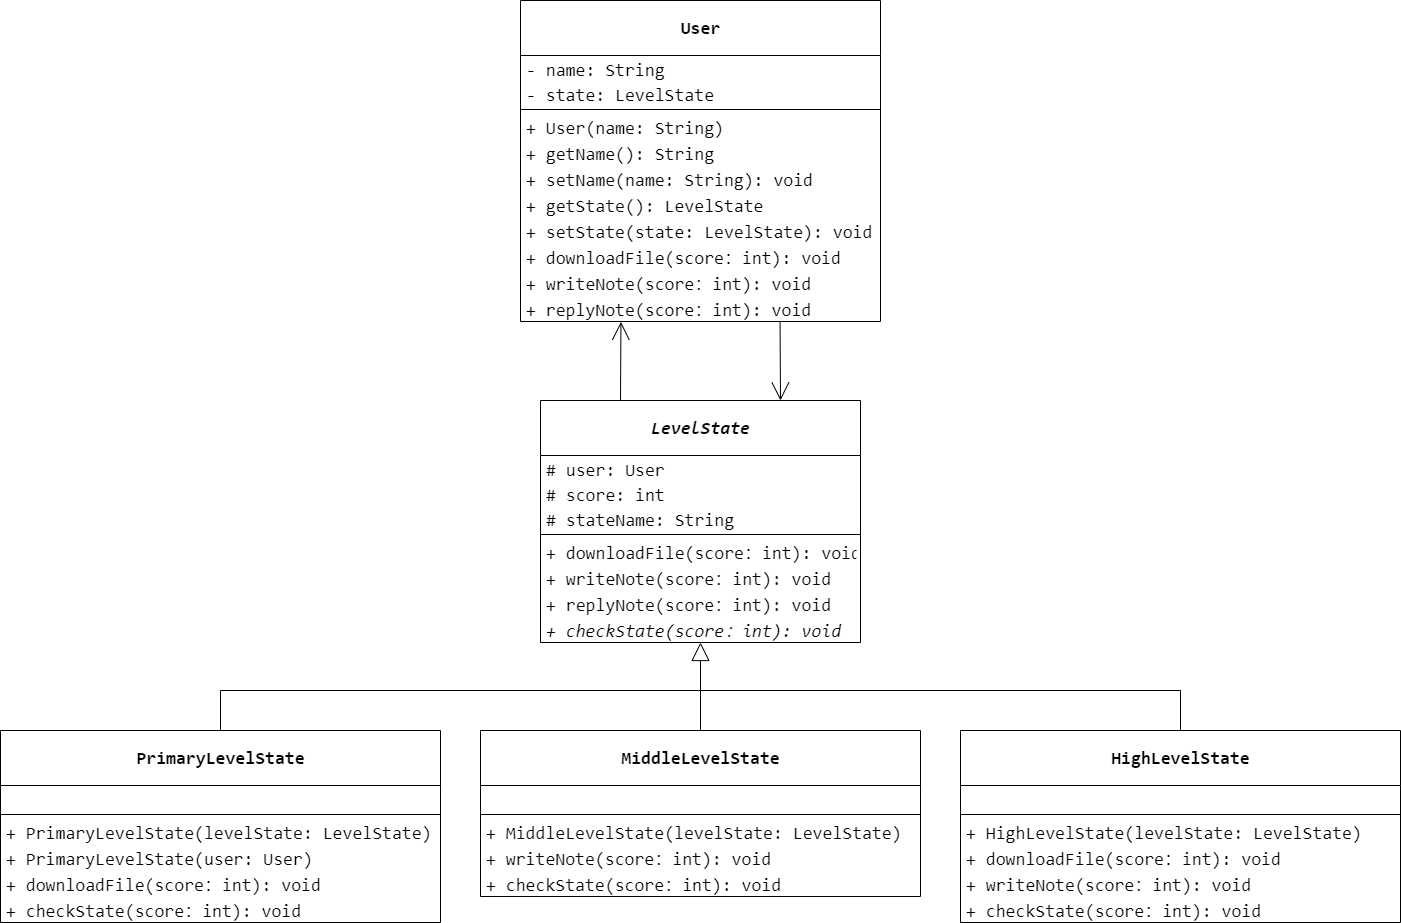 User
- name: String
- state: LevelState
+ User(name: String)
+ getName(): String
+ setName(name: String): void
+ getState(): LevelState
+ setState(state: LevelState): void
+ downloadFile(score：int): void
+ writeNote(score：int): void
+ replyNote(score：int): void
LevelState
# user: User
# score: int
# stateName: String
+ downloadFile(score：int): void
+ writeNote(score：int): void
+ replyNote(score：int): void
+ checkState(score：int): void
PrimaryLevelState
+ PrimaryLevelState(levelState: LevelState)
+ PrimaryLevelState(user: User)
+ downloadFile(score：int): void
+ checkState(score：int): void
MiddleLevelState
+ MiddleLevelState(levelState: LevelState)
+ writeNote(score：int): void
+ checkState(score：int): void
HighLevelState
+ HighLevelState(levelState: LevelState)
+ downloadFile(score：int): void
+ writeNote(score：int): void
+ checkState(score：int): void